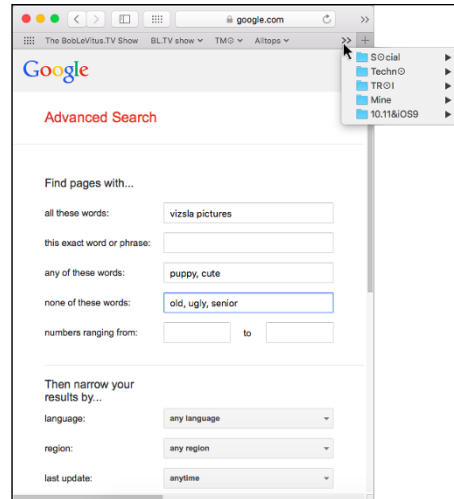 google.com
The BobLeVitus.TV Show BL.TV show TM☺ Alltops
S☺cial
Techn☺
TR☺I
Mine
10.11&iOS9
Google
Advanced Search
Find pages with...
all these words: vizsla pictures
this exact word or phrase:
any of these words: puppy, cute
none of these words: old, ugly, senior
numbers ranging from: to
Then narrow your
results by...
language: any language
region: any region
last update: anytime